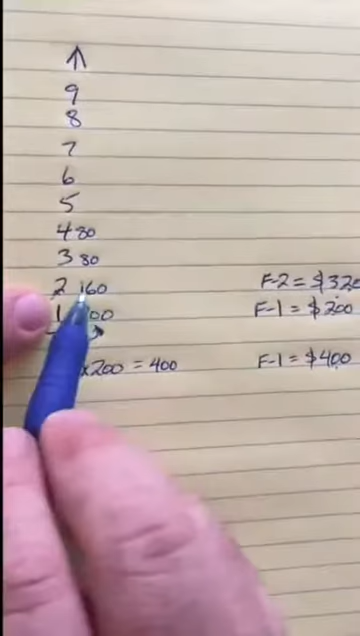 ↑
9
8
7
6
5
4 80
3 80
2 160 F-2 = $320
1 00 F-1 = $200
x200 = 400 F-1 = $400